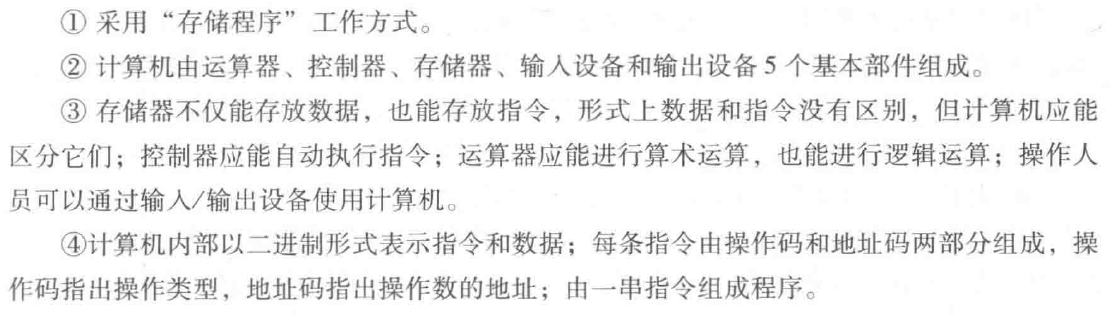 ① 采用“存储程序”工作方式。
② 计算机由运算器、控制器、存储器、输入设备和输出设备5个基本部件组成。
③ 存储器不仅能存放数据，也能存放指令，形式上数据和指令没有区别，但计算机应能
区分它们；控制器应能自动执行指令；运算器应能进行算术运算，也能进行逻辑运算；操作人
员可以通过输入/输出设备使用计算机。
④计算机内部以二进制形式表示指令和数据；每条指令由操作码和地址码两部分组成，操
作码指出操作类型，地址码指出操作数的地址；由一串指令组成程序。